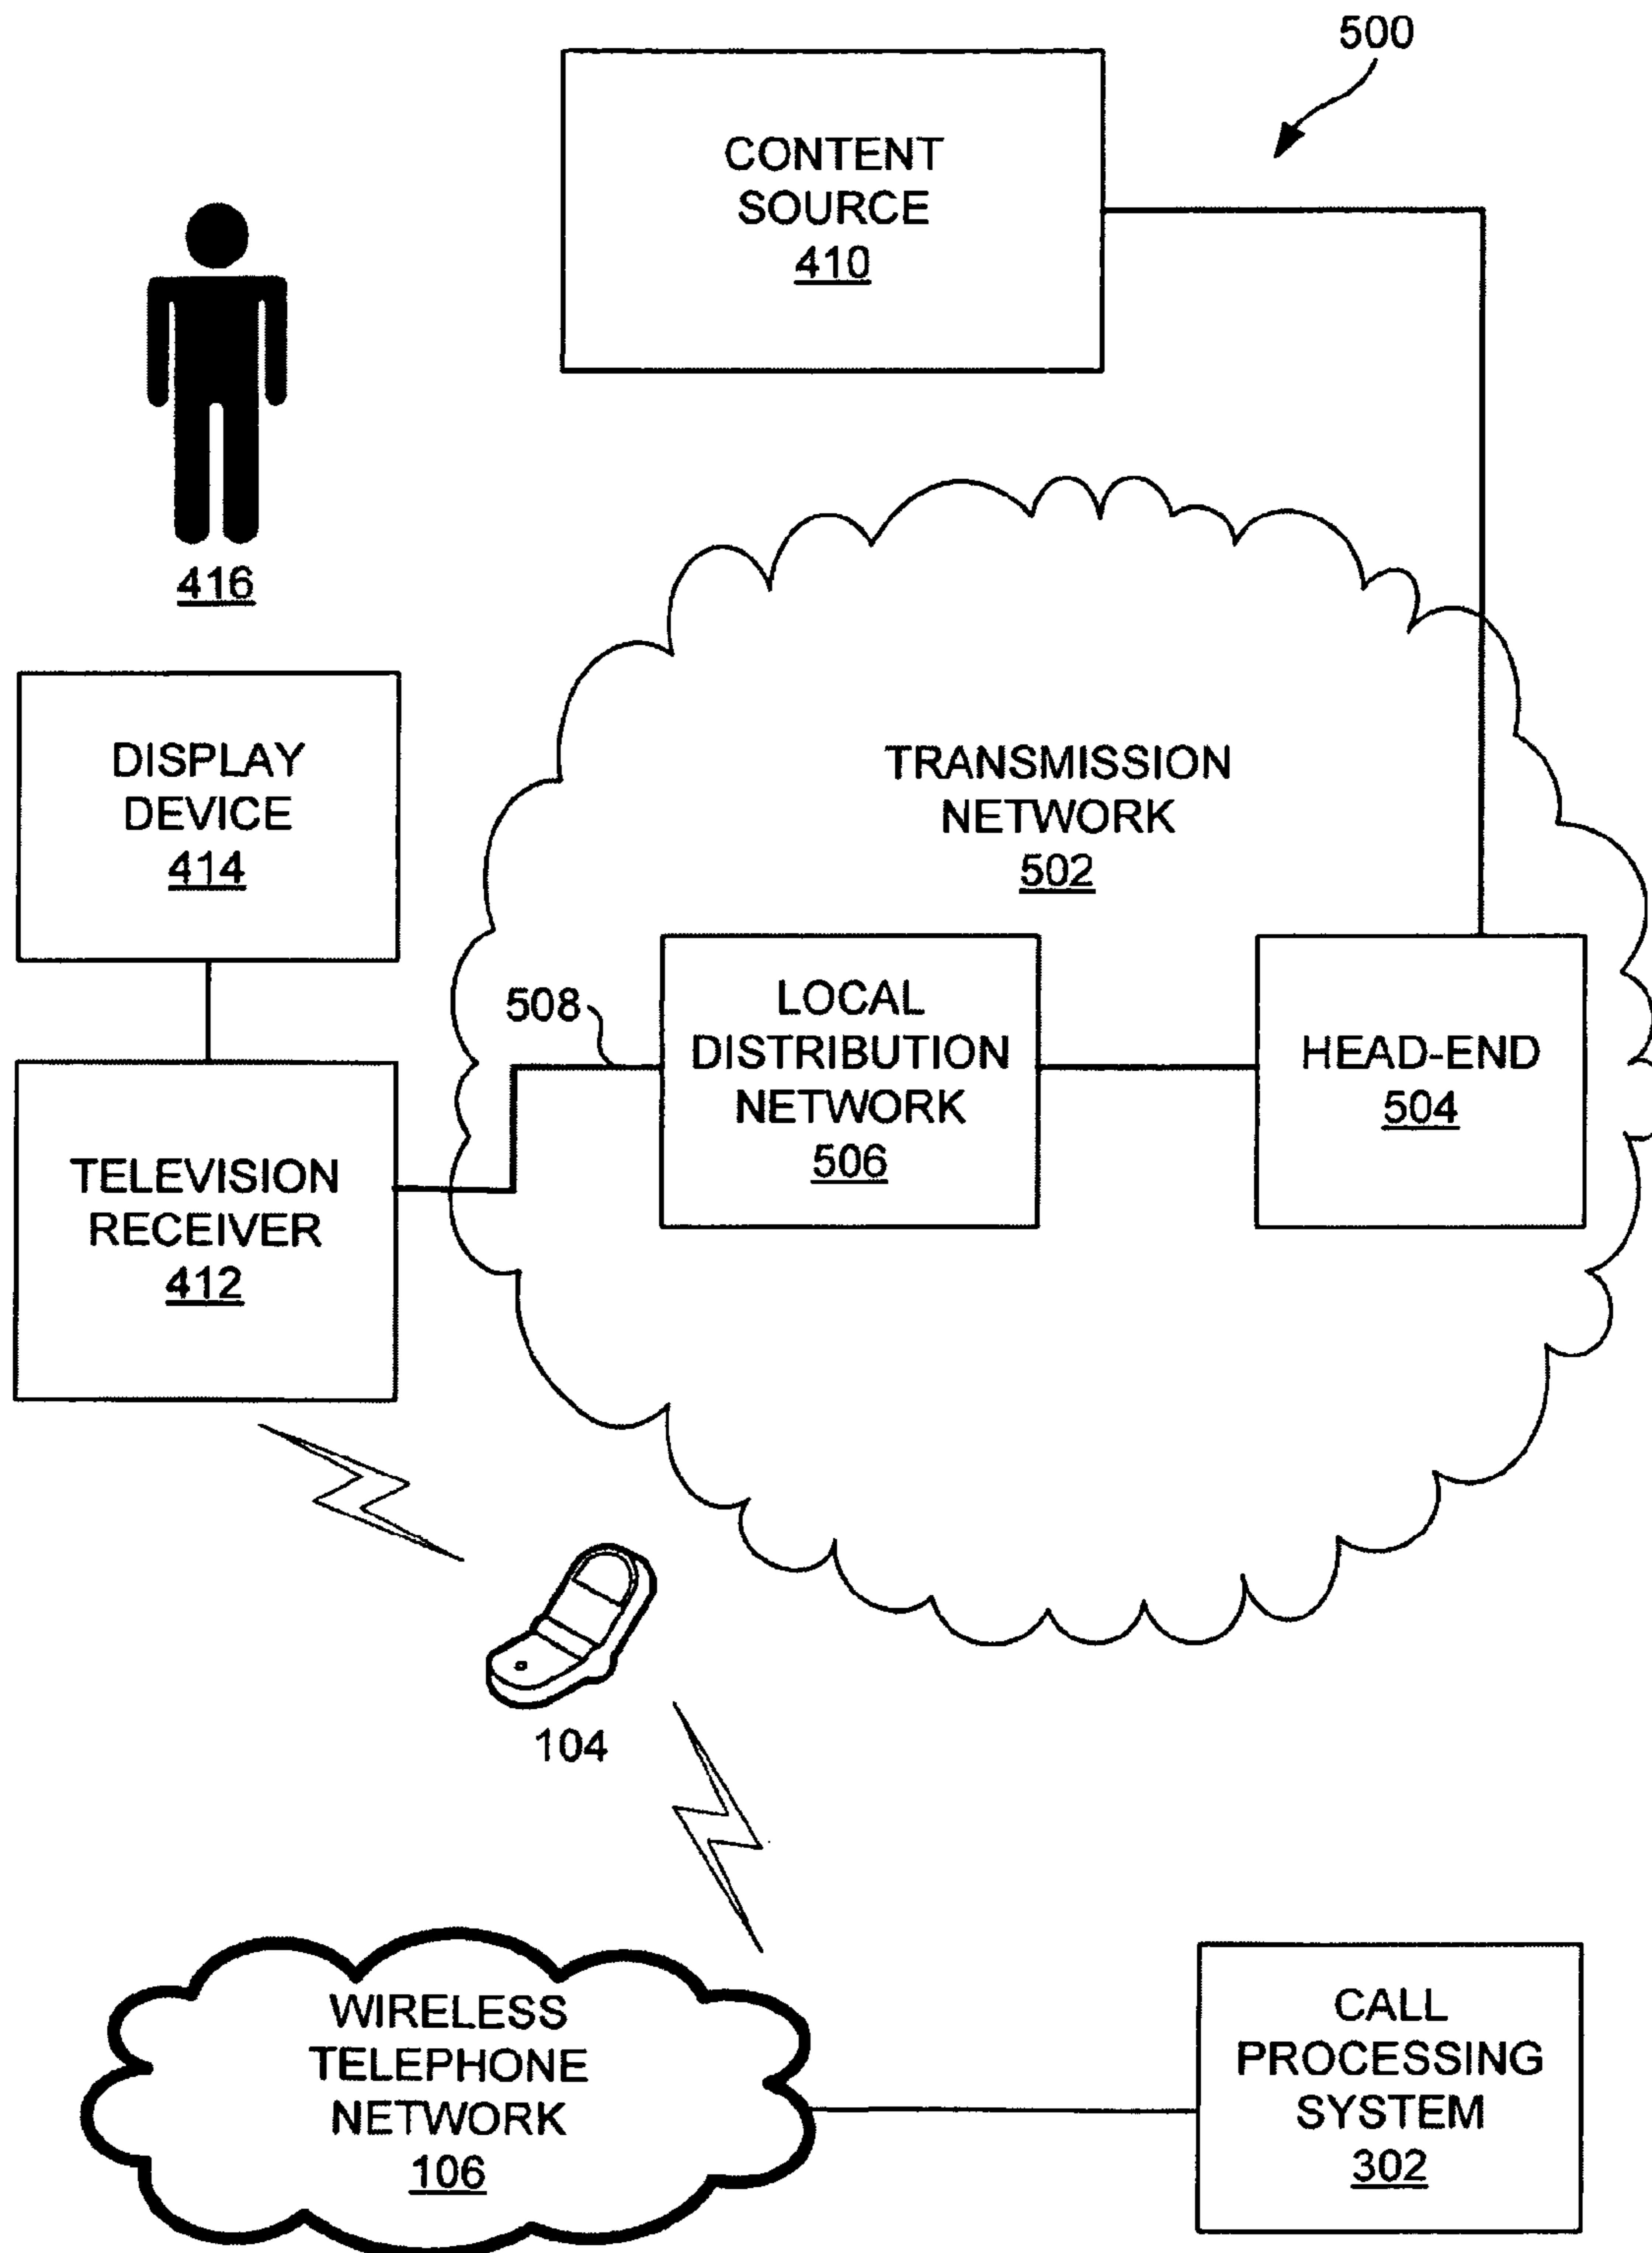 500
CONTENT
SOURCE
410
416
DISPLAY
DEVICE
414
TRANSMISSION
NETWORK
502
508
LOCAL
DISTRIBUTION
NETWORK
506
HEAD-END
504
TELEVISION
RECEIVER
412
104
WIRELESS
TELEPHONE
NETWORK
106
CALL
PROCESSING
SYSTEM
302